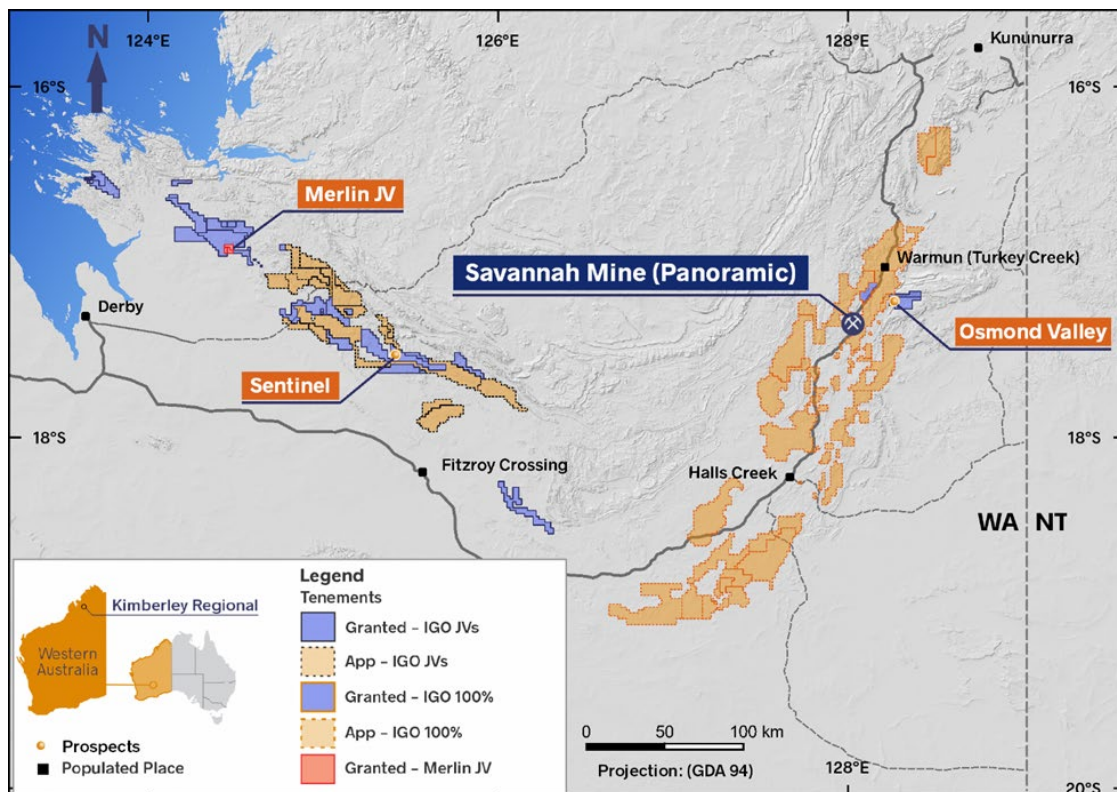 N
124°E
126°E
128°E
Kununurra
16°S
16°S
Merlin JV
Savannah Mine (Panoramic)
Warmun (Turkey Creek)
Derby
Osmond Valley
Sentinel
18°S
18°S
Fitzroy Crossing
Halls Creek
WA NT
Kimberley Regional
Western
Australia
Prospects
Populated Place
Legend
Tenements
Granted – IGO JVs
App – IGO JVs
Granted – IGO 100%
App – IGO 100%
Granted – Merlin JV
0 50 100 km
Projection: (GDA 94)
128°E
20°S